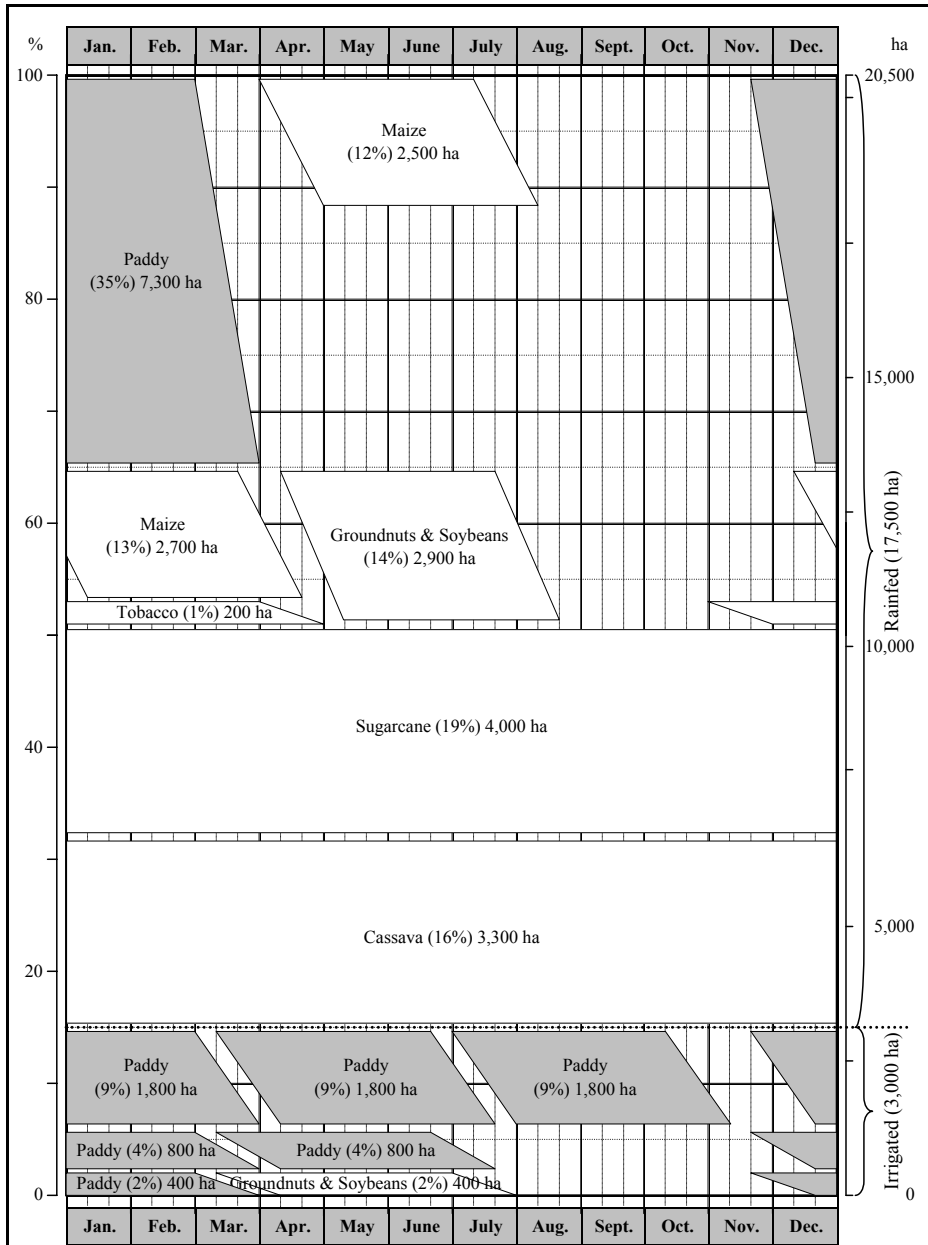 % Jan. Feb. Mar. Apr. May June July Aug. Sept. Oct. Nov. Dec. ha
100 20,500
Maize
(12%) 2,500 ha
Paddy
(35%) 7,300 ha
80
15,000
Rainfed (17,500 ha)
60
Maize
(13%) 2,700 ha
Groundnuts & Soybeans
(14%) 2,900 ha
Tobacco (1%) 200 ha
10,000
Sugarcane (19%) 4,000 ha
40
Cassava (16%) 3,300 ha
5,000
20
Paddy
(9%) 1,800 ha
Paddy
(9%) 1,800 ha
Paddy
(9%) 1,800 ha
Irrigated (3,000 ha)
Paddy (4%) 800 ha
Paddy (4%) 800 ha
Paddy (2%) 400 ha
Groundnuts & Soybeans (2%) 400 ha
0 0
Jan. Feb. Mar. Apr. May June July Aug. Sept. Oct. Nov. Dec.